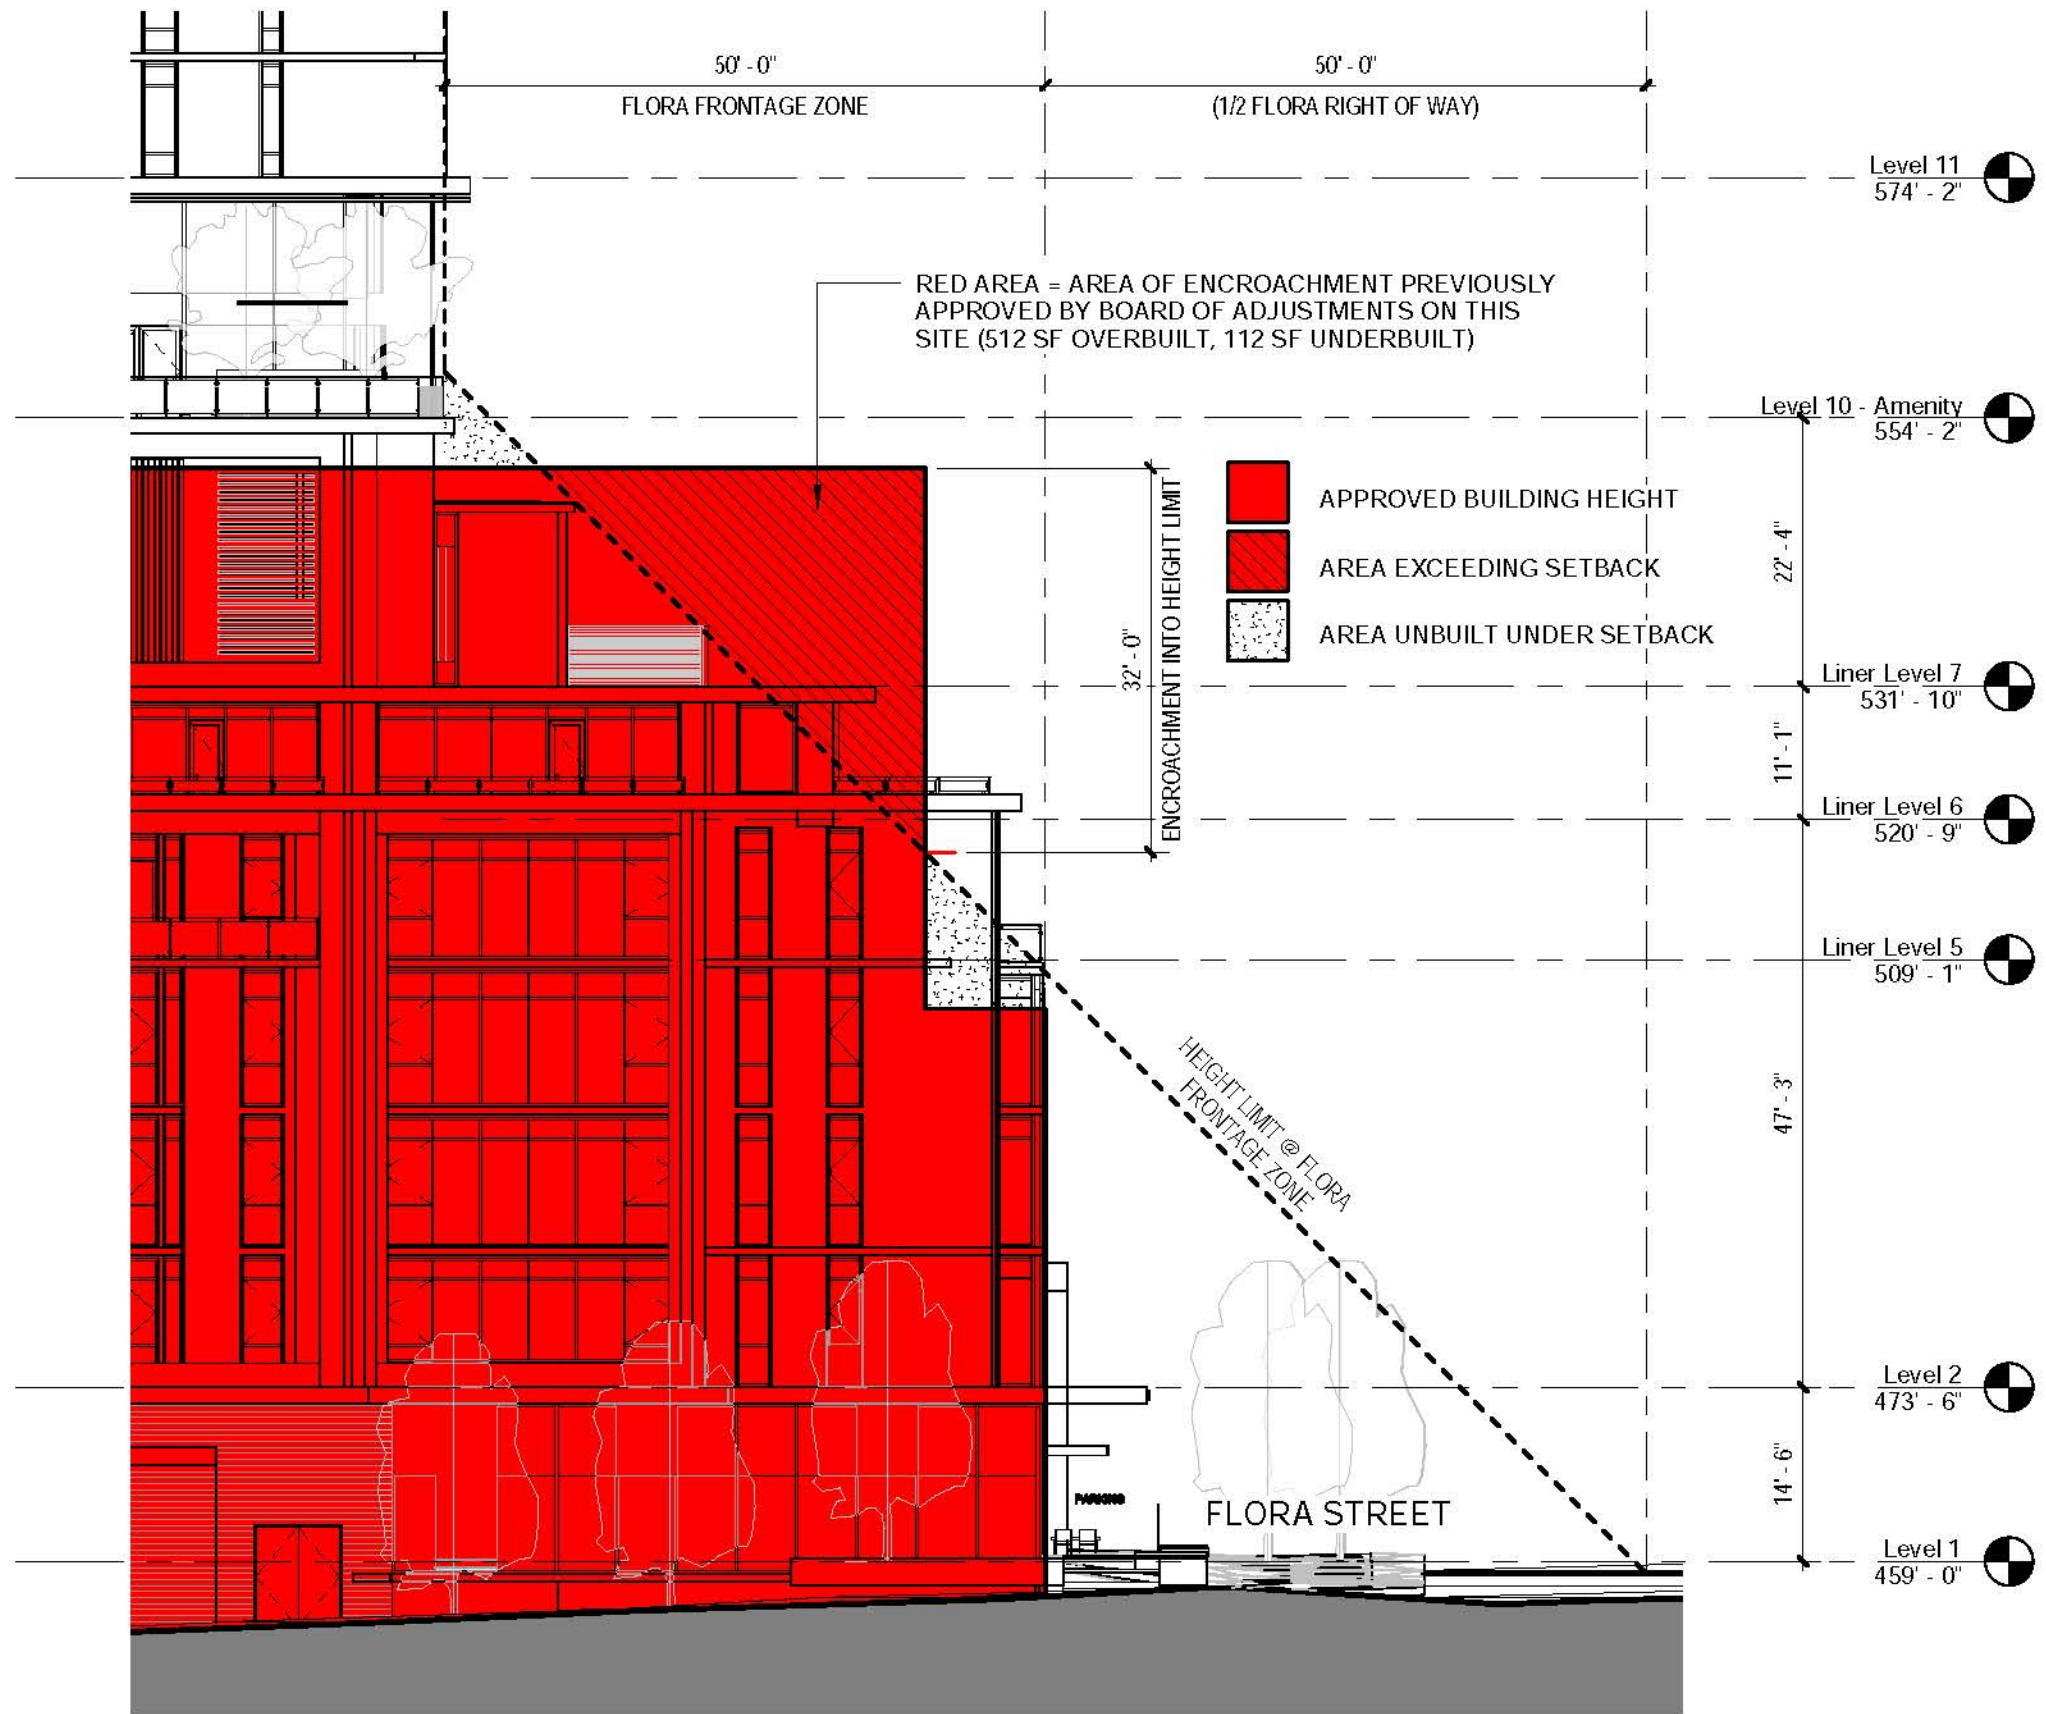 50' - 0"
50' - 0"
FLORA FRONTAGE ZONE
(1/2 FLORA RIGHT OF WAY)
Level 11
574' - 2"
RED AREA = AREA OF ENCROACHMENT PREVIOUSLY
APPROVED BY BOARD OF ADJUSTMENTS ON THIS
SITE (512 SF OVERBUILT, 112 SF UNDERBUILT)
Level 10 - Amenity
554' - 2"
APPROVED BUILDING HEIGHT
AREA EXCEEDING SETBACK
AREA UNBUILT UNDER SETBACK
32' - 0"
ENCROACHMENT INTO HEIGHT LIMIT
22' - 4"
Liner Level 7
531' - 10"
11' - 1"
Liner Level 6
520' - 9"
Liner Level 5
509' - 1"
HEIGHT LIMIT @ FLORA
FRONTAGE ZONE
47' - 3"
Level 2
473' - 6"
14' - 6"
PARKING
FLORA STREET
Level 1
459' - 0"